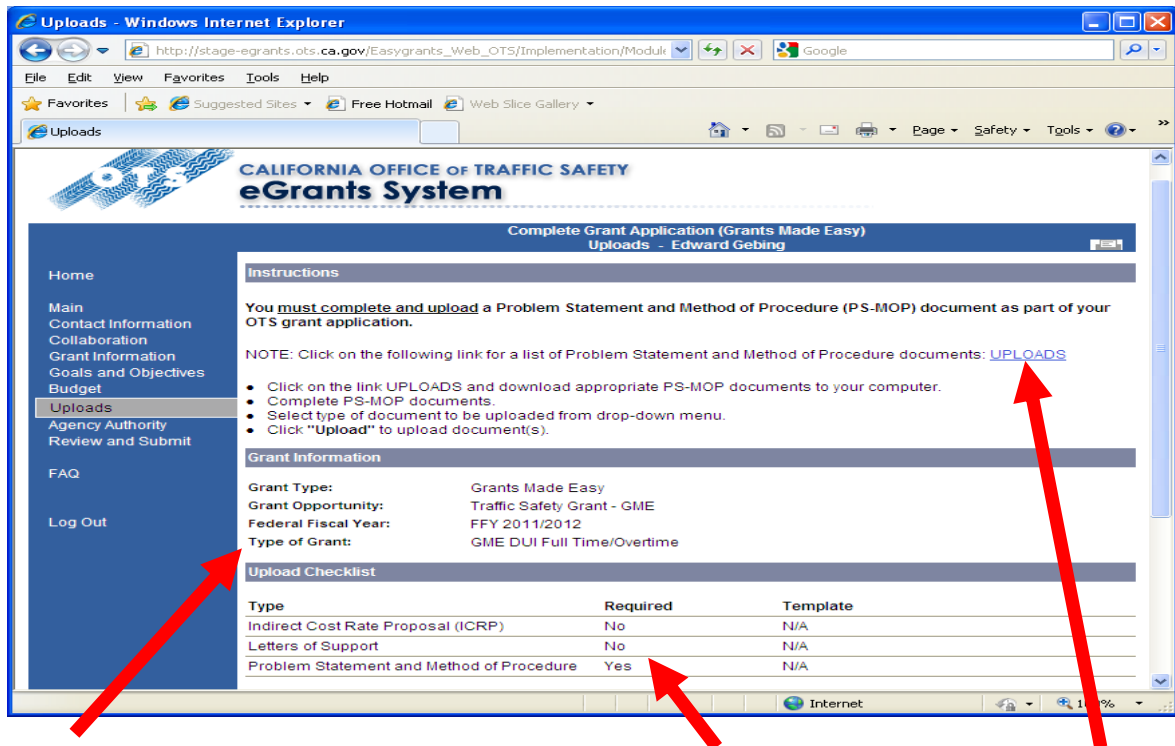 Uploads - Windows Internet Explorer
http://stage-egrants.ots.ca.gov/Easygrants_Web_OTS/Implementation/Module
Google
File Edit View Favorites Tools Help
Favorites Suggested Sites Free Hotmail Web Slice Gallery
Uploads Page Safety Tools
OTS
CALIFORNIA OFFICE OF TRAFFIC SAFETY
eGrants System
Complete Grant Application (Grants Made Easy)
Uploads - Edward Gebing
Home
Main
Contact Information
Collaboration
Grant Information
Goals and Objectives
Budget
Uploads
Agency Authority
Review and Submit
FAQ
Log Out
Instructions
You must complete and upload a Problem Statement and Method of Procedure (PS-MOP) document as part of your
OTS grant application.
NOTE: Click on the following link for a list of Problem Statement and Method of Procedure documents: UPLOADS
• Click on the link UPLOADS and download appropriate PS-MOP documents to your computer.
• Complete PS-MOP documents.
• Select type of document to be uploaded from drop-down menu.
• Click "Upload" to upload document(s).
Grant Information
Grant Type: Grants Made Easy
Grant Opportunity: Traffic Safety Grant - GME
Federal Fiscal Year: FFY 2011/2012
Type of Grant: GME DUI Full Time/Overtime
Upload Checklist
Type Required Template
Indirect Cost Rate Proposal (ICRP) No N/A
Letters of Support No N/A
Problem Statement and Method of Procedure Yes N/A
Internet